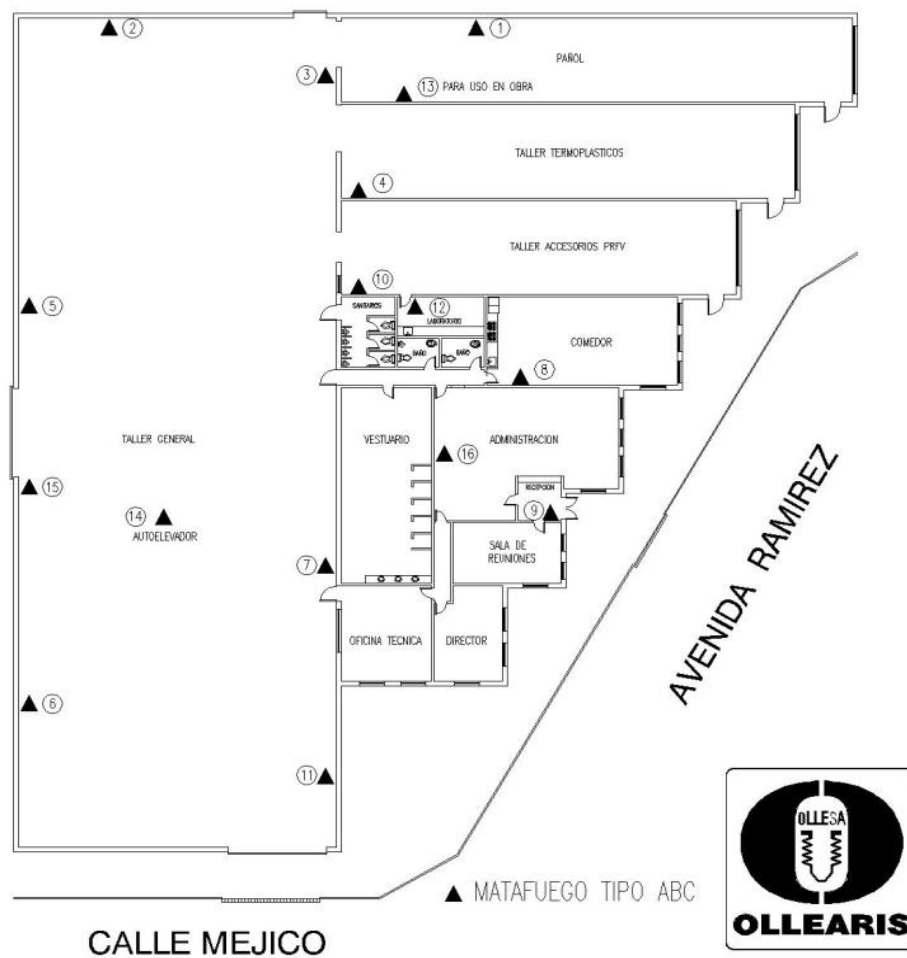 2
1
3
PAÑOL
13 PARA USO EN OBRA
TALLER TERMOPLASTICOS
4
TALLER ACCESORIOS PRFV
10
5
SANITARIOS
12
LABORATORIO
COMEDOR
BAÑO
BAÑO
8
TALLER GENERAL
VESTUARIO
ADMINISTRACION
16
15
RECEPCION
14
AUTOELEVADOR
9
SALA DE
REUNIONES
7
OFICINA TECNICA
DIRECTOR
6
11
AVENIDA RAMIREZ
MATAFUEGO TIPO ABC
OLLESA
OLLEARIS
CALLE MEJICO